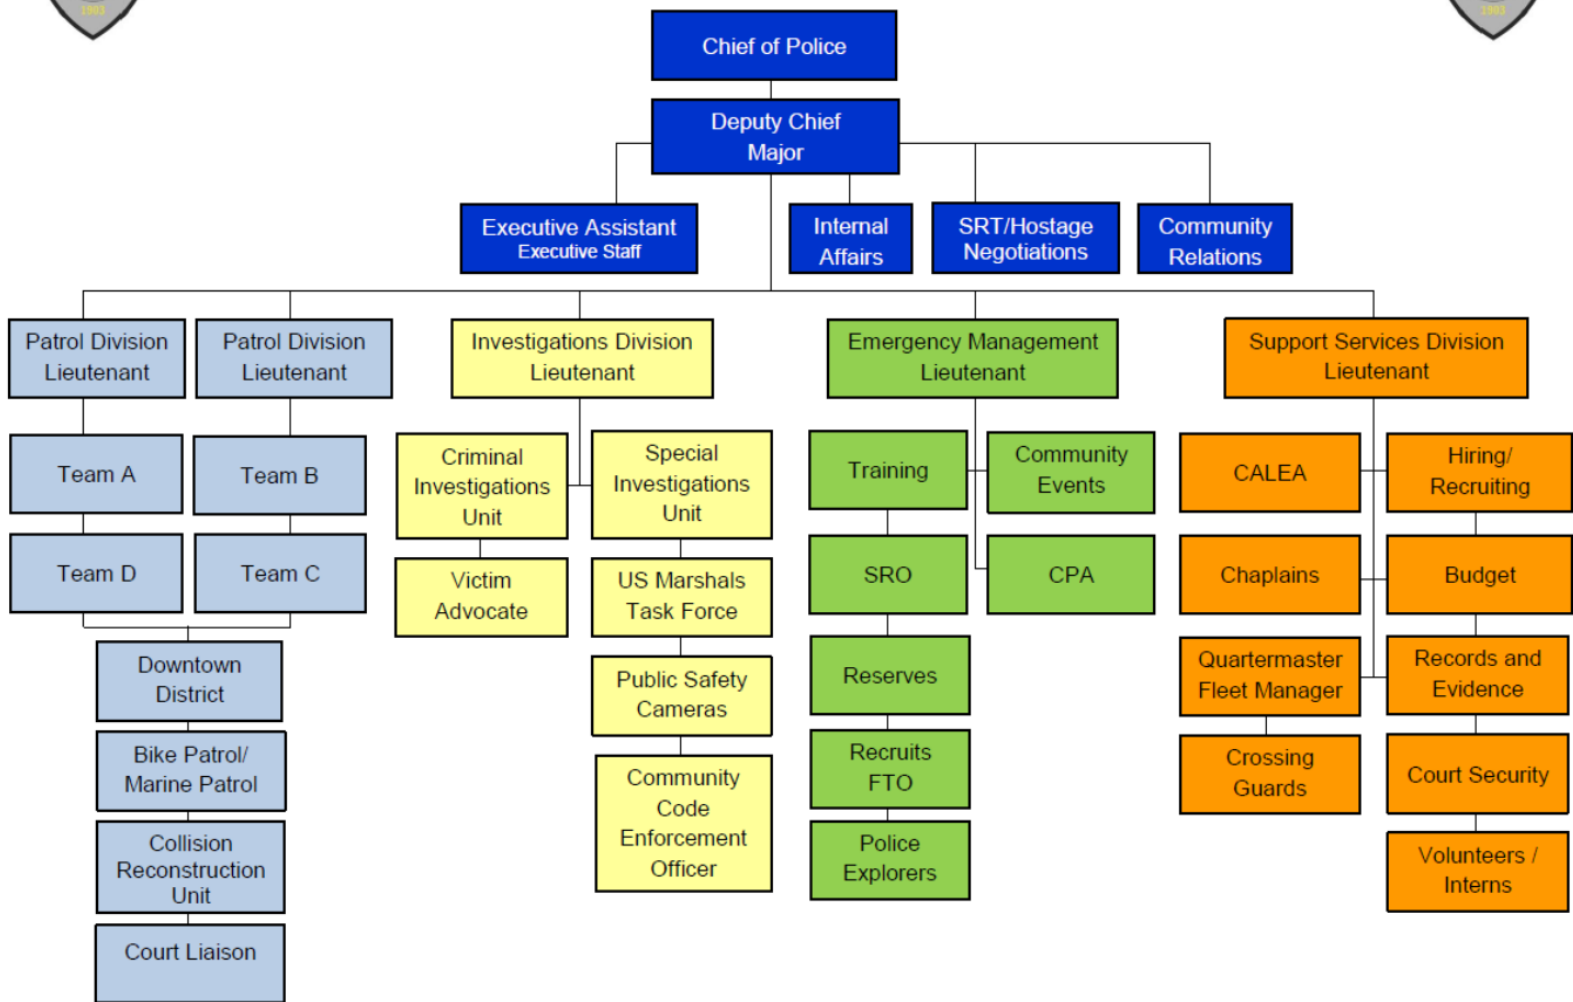 1903
1903
Chief of Police
Deputy Chief
Major
Executive Assistant
Executive Staff
Internal
Affairs
SRT/Hostage
Negotiations
Community
Relations
Patrol Division
Lieutenant
Patrol Division
Lieutenant
Investigations Division
Lieutenant
Emergency Management
Lieutenant
Support Services Division
Lieutenant
Team A
Team D
Team B
Team C
Downtown
District
Bike Patrol/
Marine Patrol
Collision
Reconstruction
Unit
Court Liaison
Criminal
Investigations
Unit
Victim
Advocate
Special
Investigations
Unit
US Marshals
Task Force
Public Safety
Cameras
Community
Code
Enforcement
Officer
Training
SRO
Reserves
Recruits
FTO
Police
Explorers
Community
Events
CPA
CALEA
Chaplains
Quartermaster
Fleet Manager
Crossing
Guards
Hiring/
Recruiting
Budget
Records and
Evidence
Court Security
Volunteers /
Interns